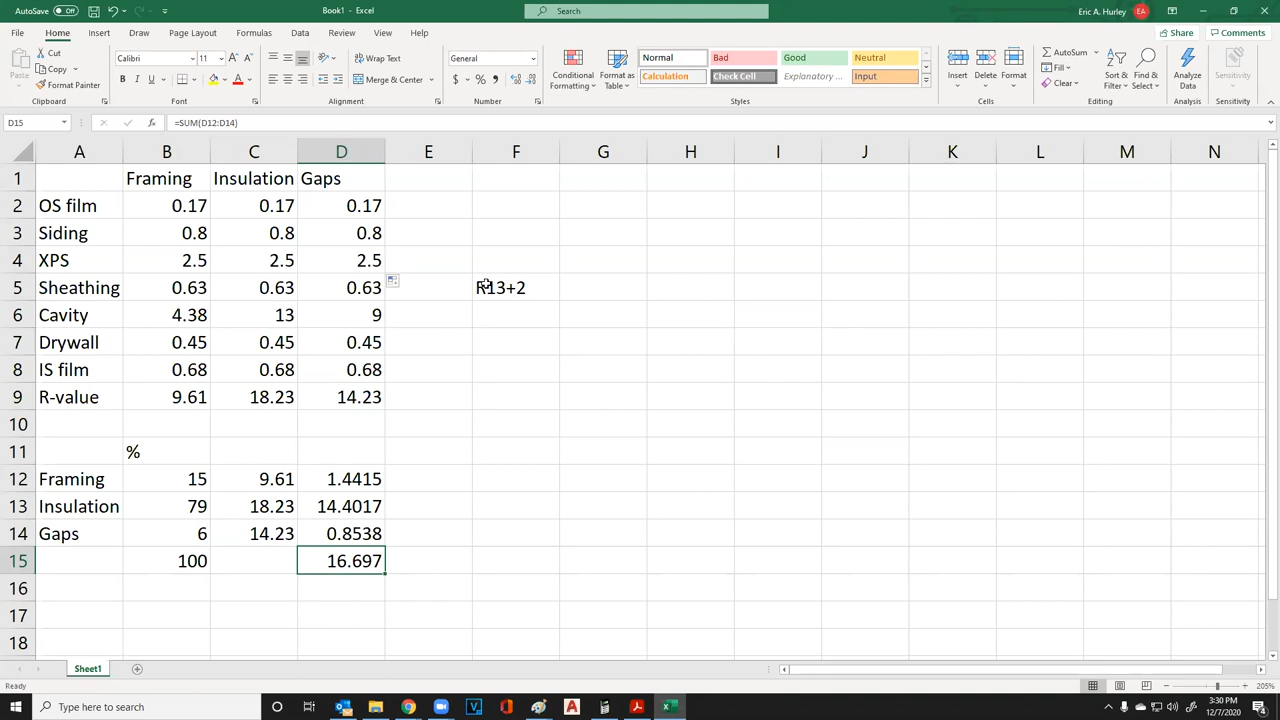 AutoSave Off
Book1 - Excel
Search
Eric A. Hurley EA
File Home Insert Draw Page Layout Formulas Data Review View Help
Share Comments
Paste
Cut
Copy
Format Painter
Clipboard
Calibri 11
B I U
Font
Wrap Text
Merge & Center
Alignment
General
$ % ,
Number
Conditional Formatting
Format as Table
Normal Bad Good Neutral
Calculation Check Cell Explanatory ... Input
Styles
Insert Delete Format
Cells
AutoSum
Fill
Clear
Sort & Filter
Find & Select
Editing
Analyze Data
Analysis
Sensitivity
Sensitivity
D15 fx =SUM(D12:D14)
A B C D E F G H I J K L M N
1 Framing Insulation Gaps
2 OS film 0.17 0.17 0.17
3 Siding 0.8 0.8 0.8
4 XPS 2.5 2.5 2.5
5 Sheathing 0.63 0.63 0.63 R13+2
6 Cavity 4.38 13 9
7 Drywall 0.45 0.45 0.45
8 IS film 0.68 0.68 0.68
9 R-value 9.61 18.23 14.23
10
11 %
12 Framing 15 9.61 1.4415
13 Insulation 79 18.23 14.4017
14 Gaps 6 14.23 0.8538
15 100 16.697
16
17
18
Sheet1
Ready
205%
Type here to search
3:30 PM
12/7/2020